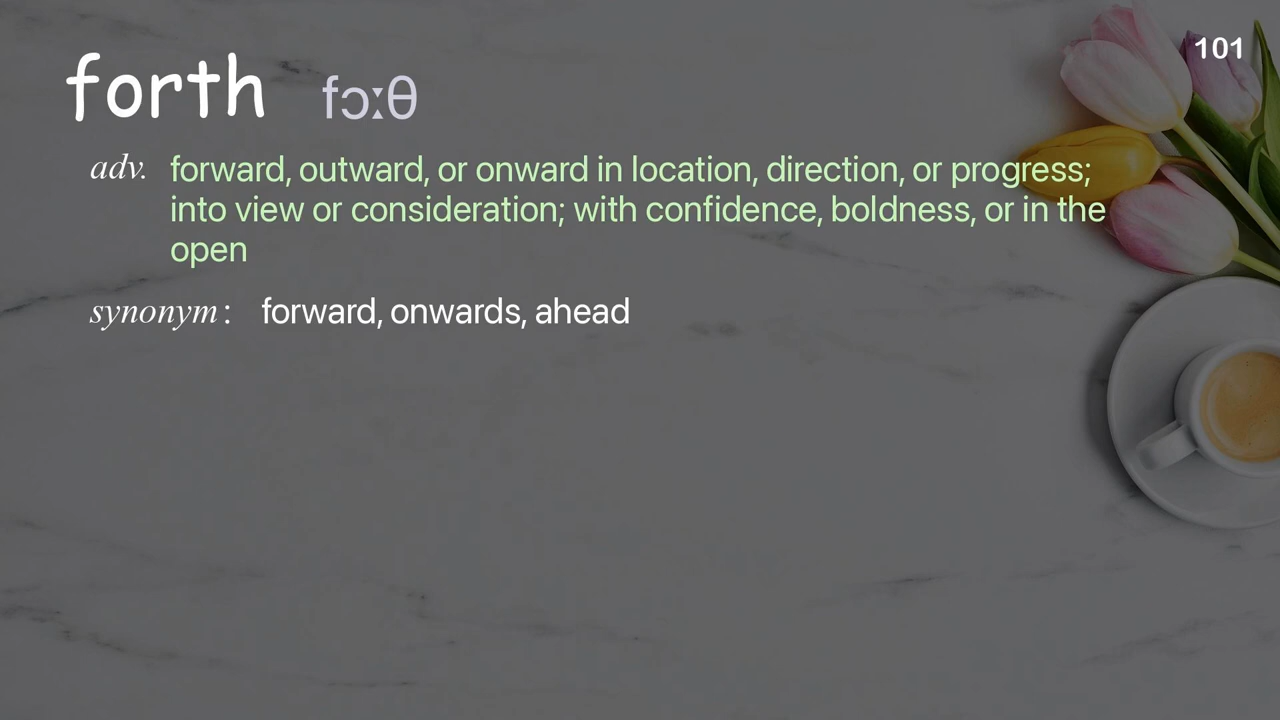 101
forth fɔːθ
adv. forward, outward, or onward in location, direction, or progress;
into view or consideration; with confidence, boldness, or in the
open
synonym: forward, onwards, ahead